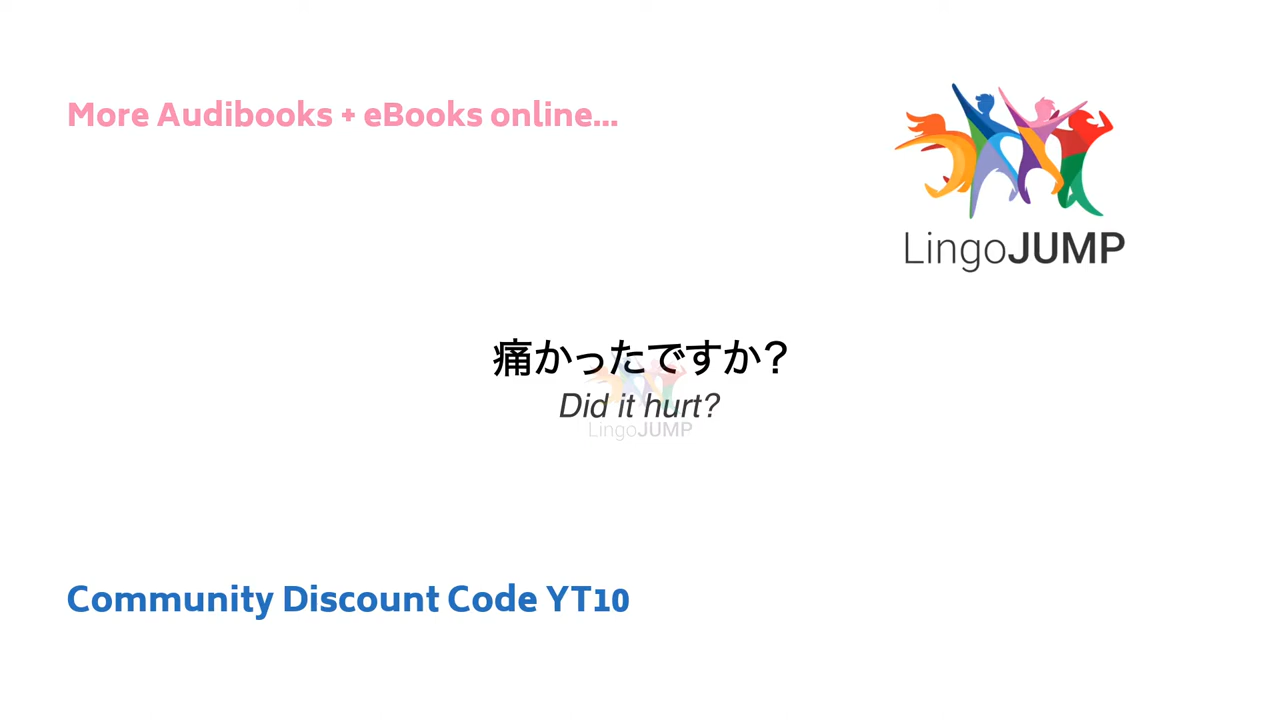 More Audibooks + eBooks online...
LingoJUMP
痛かったですか?
Did it hurt?
LingoJUMP
Community Discount Code YT10